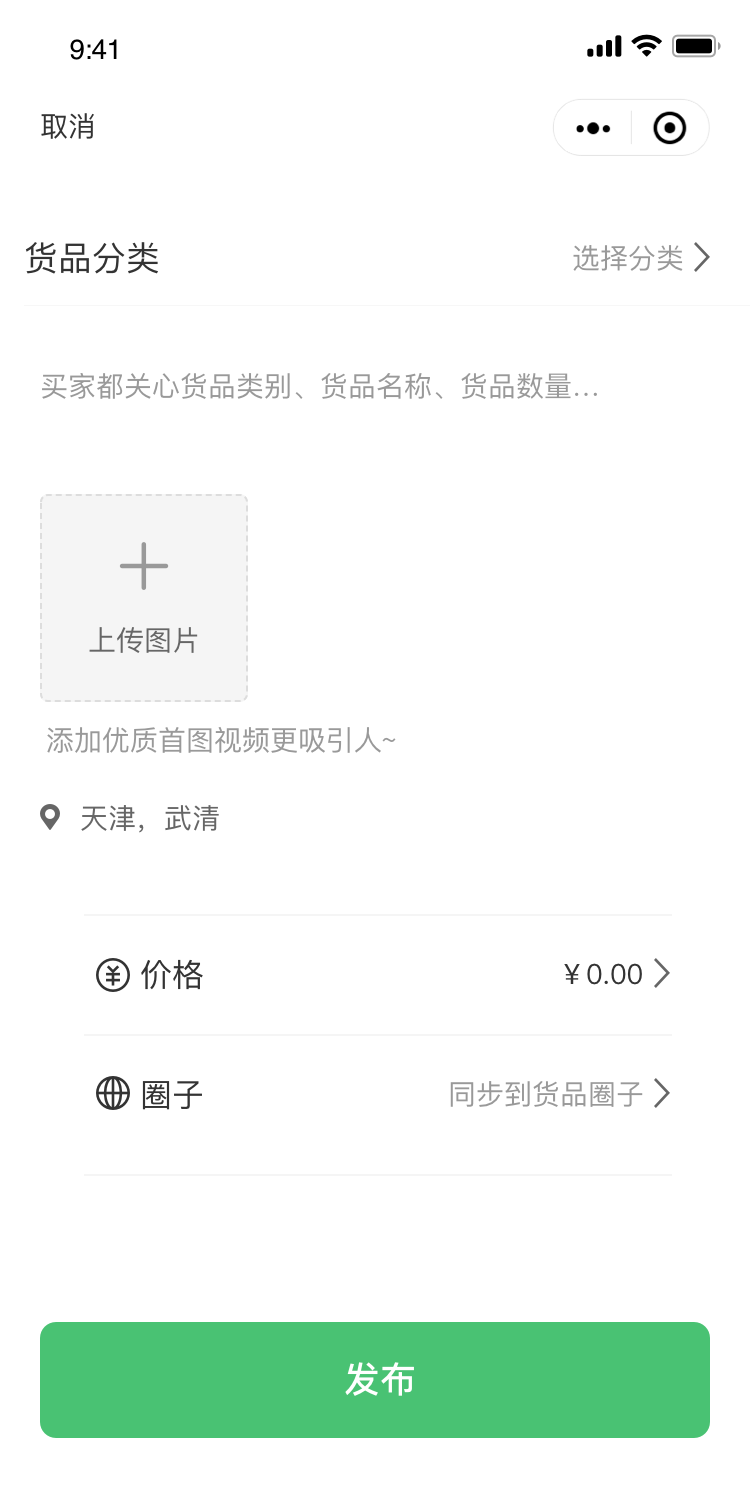 9:41
取消
货品分类
选择分类
买家都关心货品类别、货品名称、货品数量...
上传图片
添加优质首图视频更吸引人~
天津，武清
价格
¥ 0.00
圈子
同步到货品圈子
发布